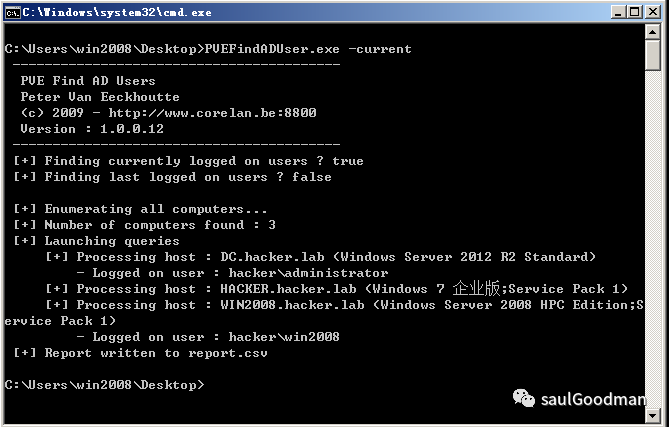 C:\Windows\system32\cmd.exe
C:\Users\win2008\Desktop>PVEFindADUser.exe -current
-----------------------------------------
PVE Find AD Users
Peter Van Eeckhoutte
(c) 2009 - http://www.corelan.be:8800
Version : 1.0.0.12
-----------------------------------------
[+] Finding currently logged on users ? true
[+] Finding last logged on users ? false
[+] Enumerating all computers...
[+] Number of computers found : 3
[+] Launching queries
[+] Processing host : DC.hacker.lab (Windows Server 2012 R2 Standard)
- Logged on user : hacker\administrator
[+] Processing host : HACKER.hacker.lab (Windows 7 企业版;Service Pack 1)
[+] Processing host : WIN2008.hacker.lab (Windows Server 2008 HPC Edition;S
ervice Pack 1)
- Logged on user : hacker\win2008
[+] Report written to report.csv
C:\Users\win2008\Desktop>
saulGoodman